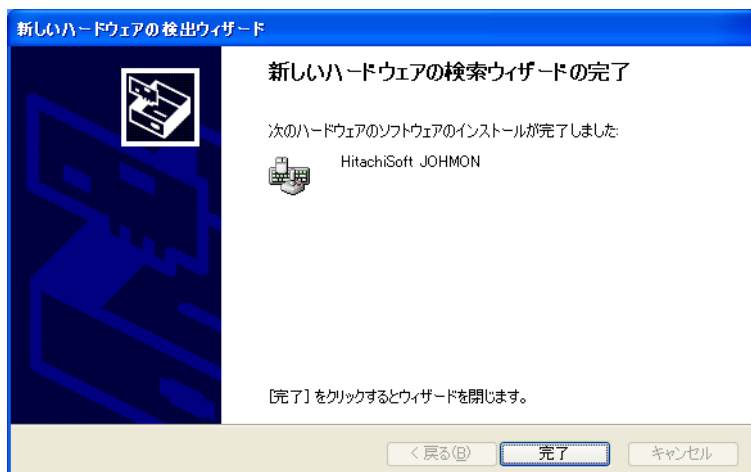 新しいハードウェアの検出ウィザード
新しいハードウェアの検索ウィザードの完了
次のハードウェアのソフトウェアのインストールが完了しました:
HitachiSoft JOHMON
[完了] をクリックするとウィザードを閉じます。
< 戻る(B) 完了 キャンセル